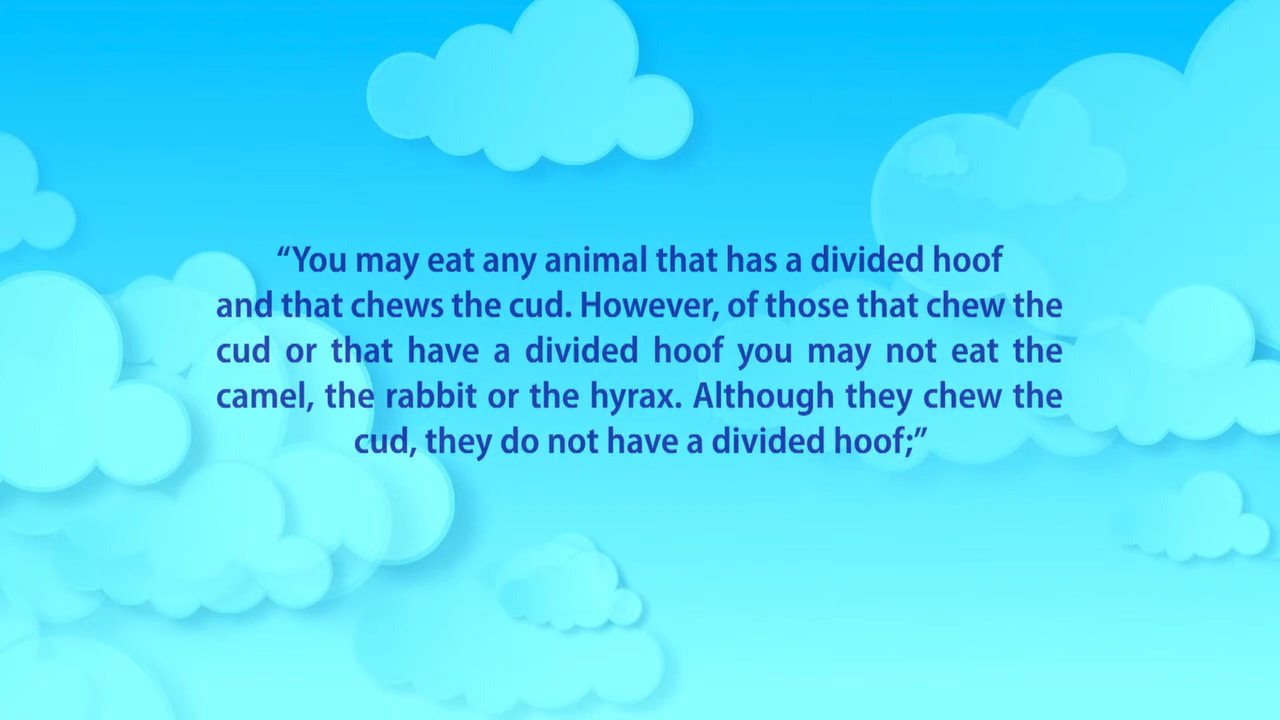 “You may eat any animal that has a divided hoof
and that chews the cud. However, of those that chew the
cud or that have a divided hoof you may not eat the
camel, the rabbit or the hyrax. Although they chew the
cud, they do not have a divided hoof;”